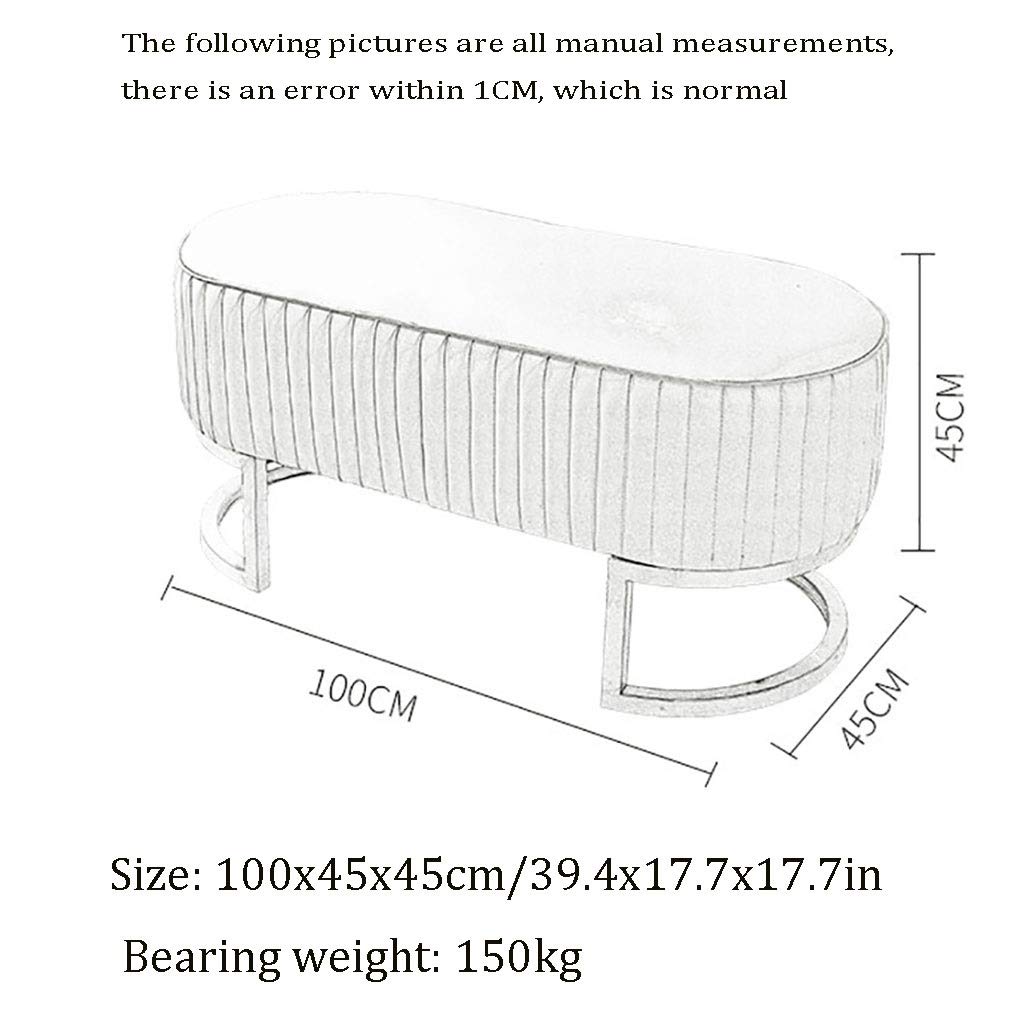 The following pictures are all manual measurements,
there is an error within 1CM, which is normal
45CM
100CM
45CM
Size: 100x45x45cm/39.4x17.7x17.7in
Bearing weight: 150kg